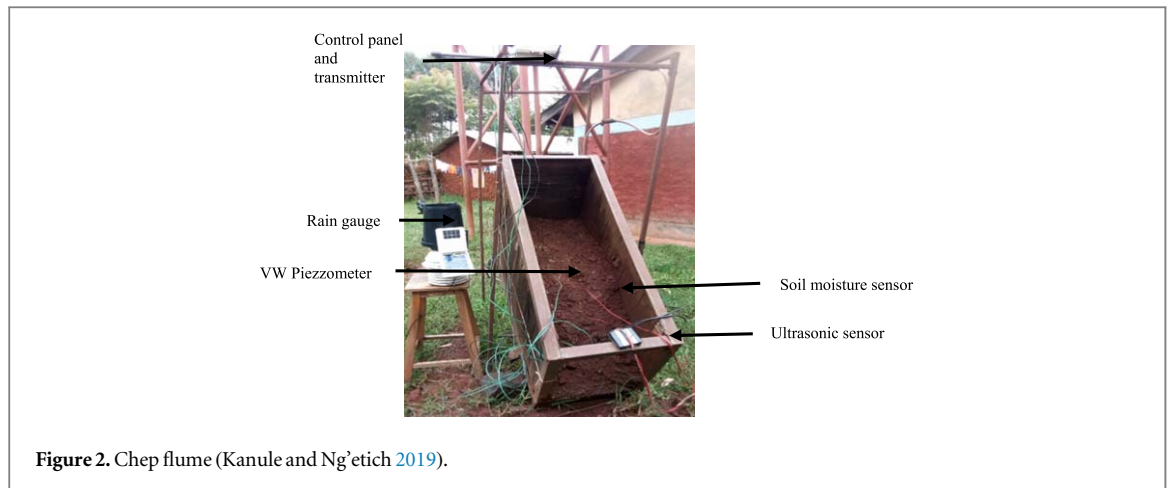 Control panel
and
transmitter
Rain gauge
VW Piezzometer
Soil moisture sensor
Ultrasonic sensor
Figure 2. Chep flume (Kanule and Ng’etich 2019).